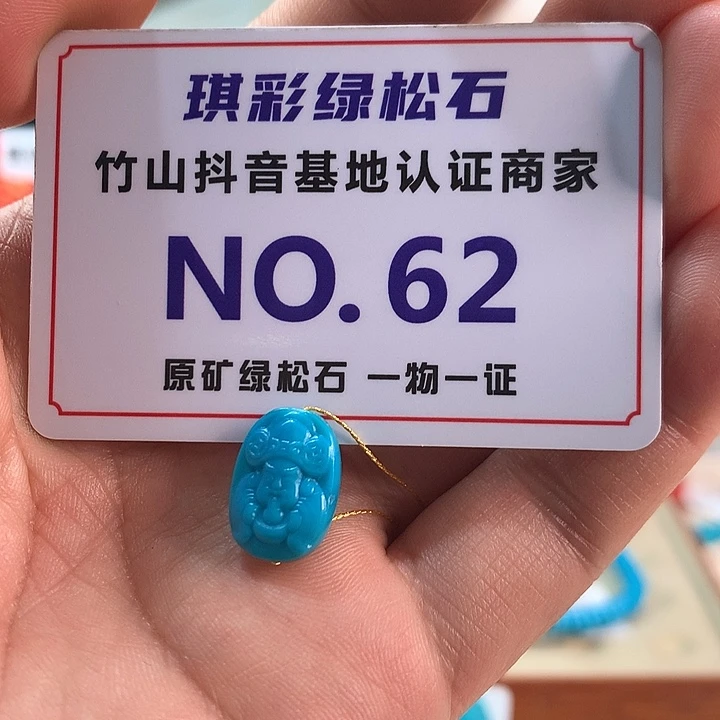 琪彩绿松石
竹山抖音基地认证商家
NO. 62
原矿绿松石 一物一证